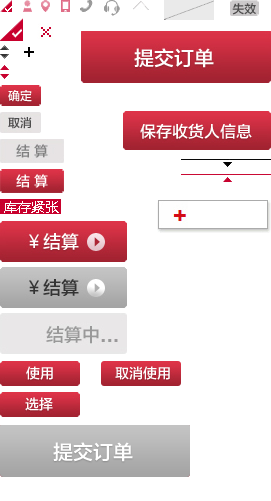 失效
提交订单
确定
取消
保存收货人信息
结 算
结 算
库存紧张
¥结算
¥结算
结算中...
使用
取消使用
选择
提交订单